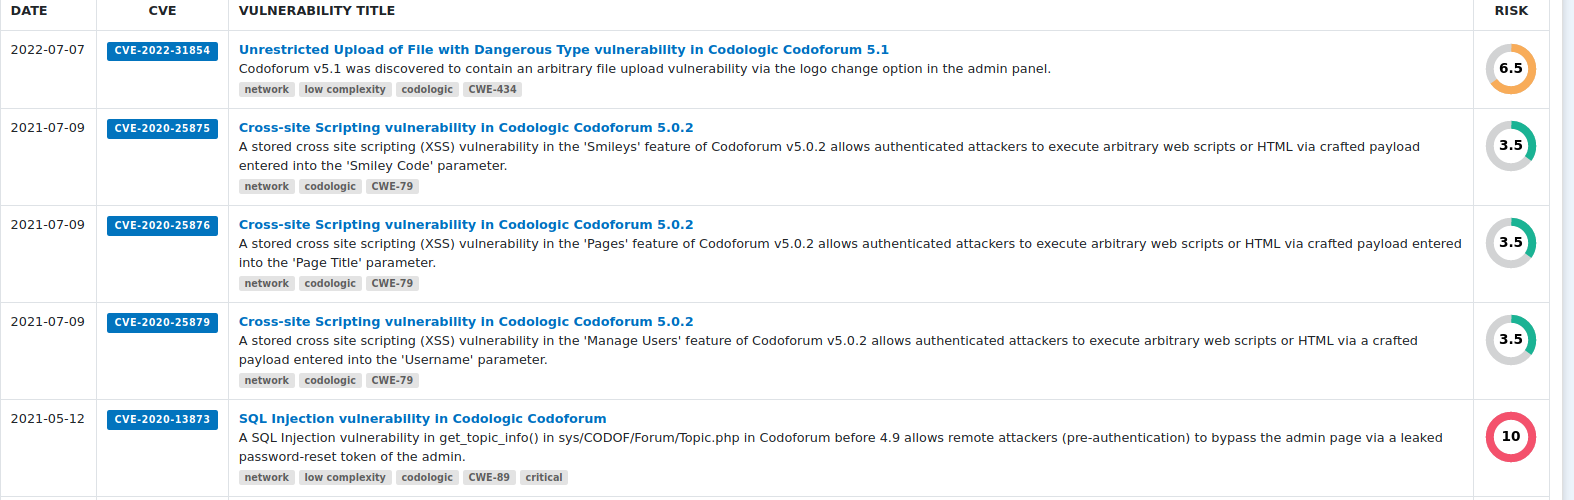 DATE CVE VULNERABILITY TITLE RISK
2022-07-07 CVE-2022-31854 Unrestricted Upload of File with Dangerous Type vulnerability in Codologic Codoforum 5.1
Codoforum v5.1 was discovered to contain an arbitrary file upload vulnerability via the logo change option in the admin panel.
6.5
network low complexity codologic CWE-434
2021-07-09 CVE-2020-25875 Cross-site Scripting vulnerability in Codologic Codoforum 5.0.2
A stored cross site scripting (XSS) vulnerability in the 'Smileys' feature of Codoforum v5.0.2 allows authenticated attackers to execute arbitrary web scripts or HTML via crafted payload
3.5
entered into the 'Smiley Code' parameter.
network codologic CWE-79
2021-07-09 CVE-2020-25876 Cross-site Scripting vulnerability in Codologic Codoforum 5.0.2
A stored cross site scripting (XSS) vulnerability in the 'Pages' feature of Codoforum v5.0.2 allows authenticated attackers to execute arbitrary web scripts or HTML via crafted payload entered
3.5
into the 'Page Title' parameter.
network codologic CWE-79
2021-07-09 CVE-2020-25879 Cross-site Scripting vulnerability in Codologic Codoforum 5.0.2
A stored cross site scripting (XSS) vulnerability in the 'Manage Users' feature of Codoforum v5.0.2 allows authenticated attackers to execute arbitrary web scripts or HTML via a crafted
3.5
payload entered into the 'Username' parameter.
network codologic CWE-79
2021-05-12 CVE-2020-13873 SQL Injection vulnerability in Codologic Codoforum
A SQL Injection vulnerability in get_topic_info() in sys/CODOF/Forum/Topic.php in Codoforum before 4.9 allows remote attackers (pre-authentication) to bypass the admin page via a leaked
10
password-reset token of the admin.
network low complexity codologic CWE-89 critical